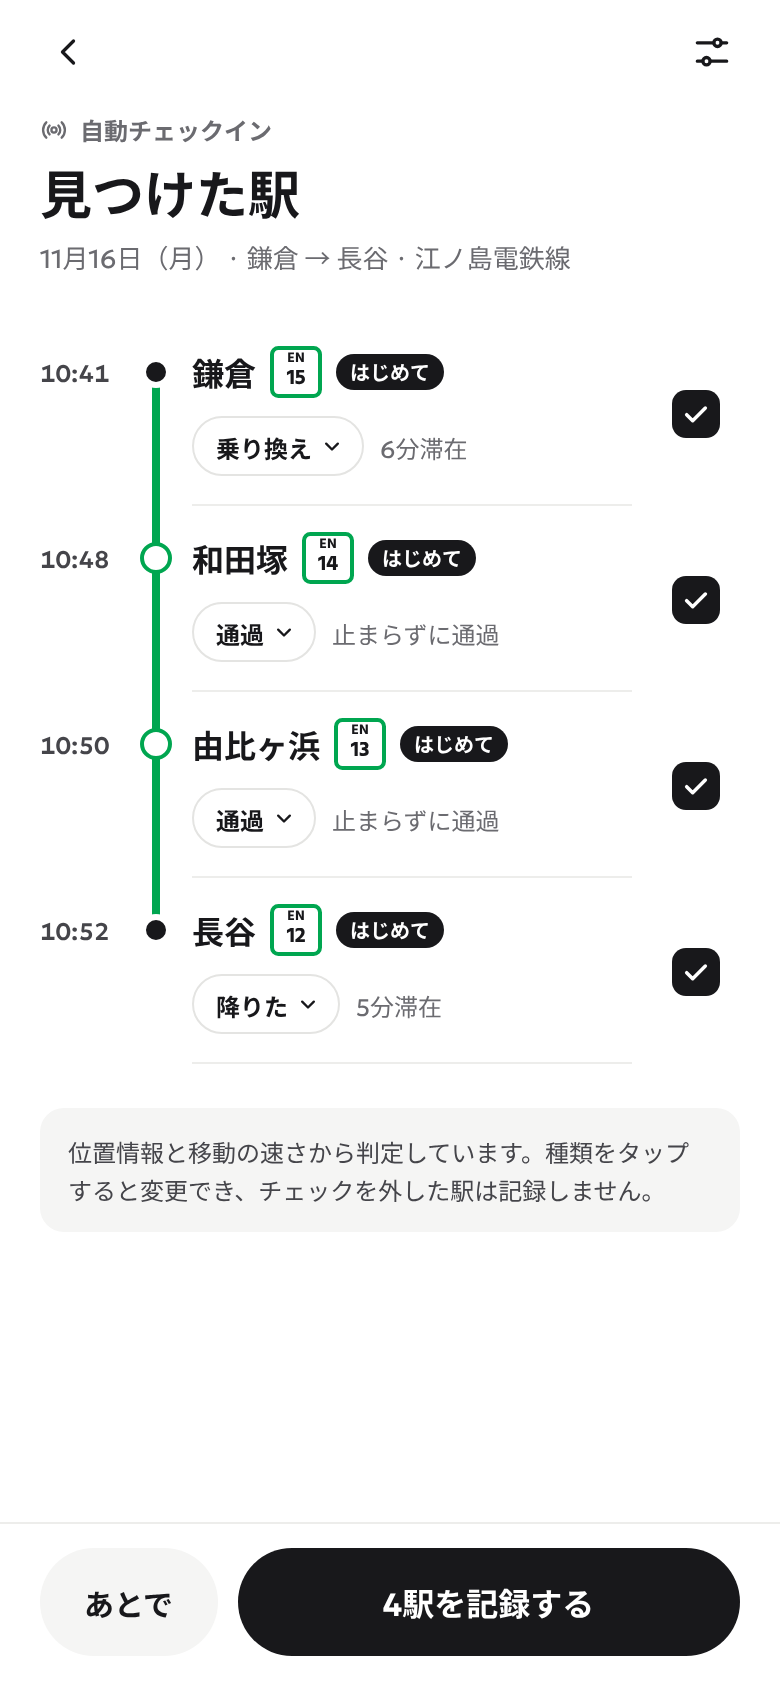 自動チェックイン
見つけた駅
11月16日（月）・鎌倉 → 長谷・江ノ島電鉄線
10:41 鎌倉 EN 15 はじめて
乗り換え 6分滞在
10:48 和田塚 EN 14 はじめて
通過 止まらずに通過
10:50 由比ヶ浜 EN 13 はじめて
通過 止まらずに通過
10:52 長谷 EN 12 はじめて
降りた 5分滞在
位置情報と移動の速さから判定しています。種類をタップ
すると変更でき、チェックを外した駅は記録しません。
あとで 4駅を記録する